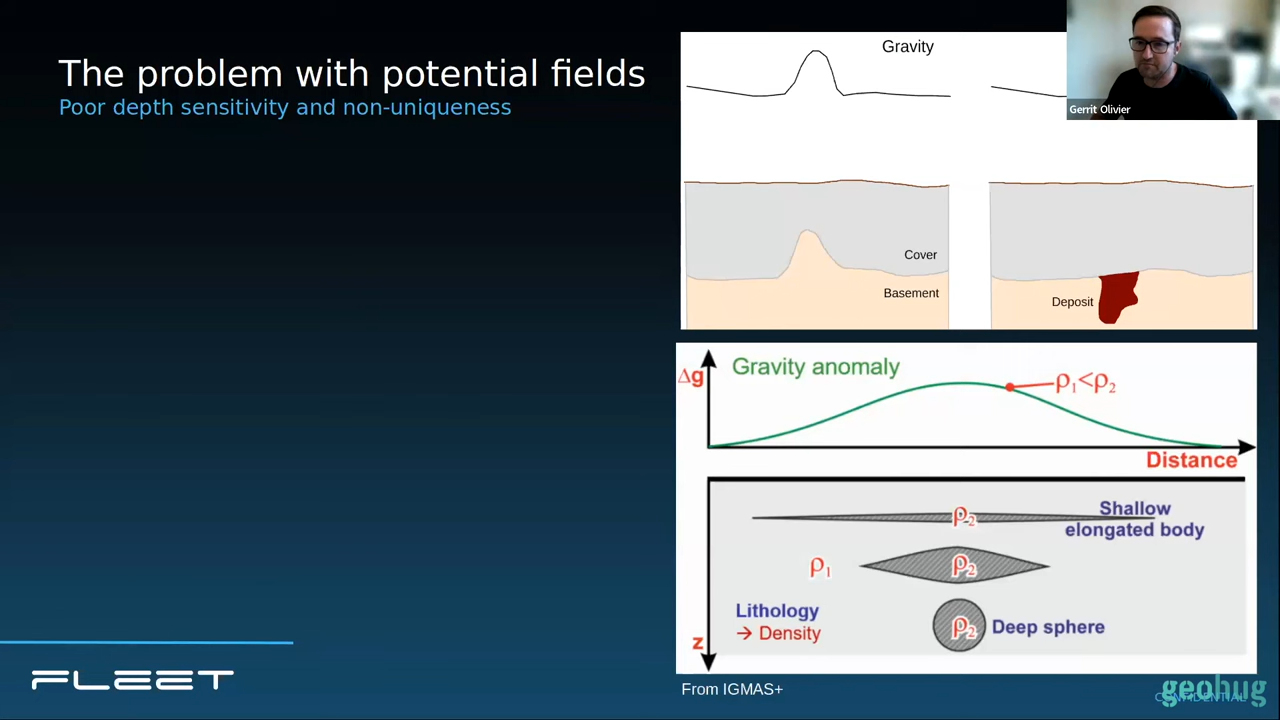 The problem with potential fields
Poor depth sensitivity and non-uniqueness
Gravity
Gerrit Olivier
Cover
Basement
Deposit
Δg
Gravity anomaly
ρ1<ρ2
Distance
ρ2
Shallow
elongated body
ρ1
ρ2
Lithology
→ Density
ρ2
Deep sphere
z
FLEET
From IGMAS+
geohug
CONFIDENTIAL